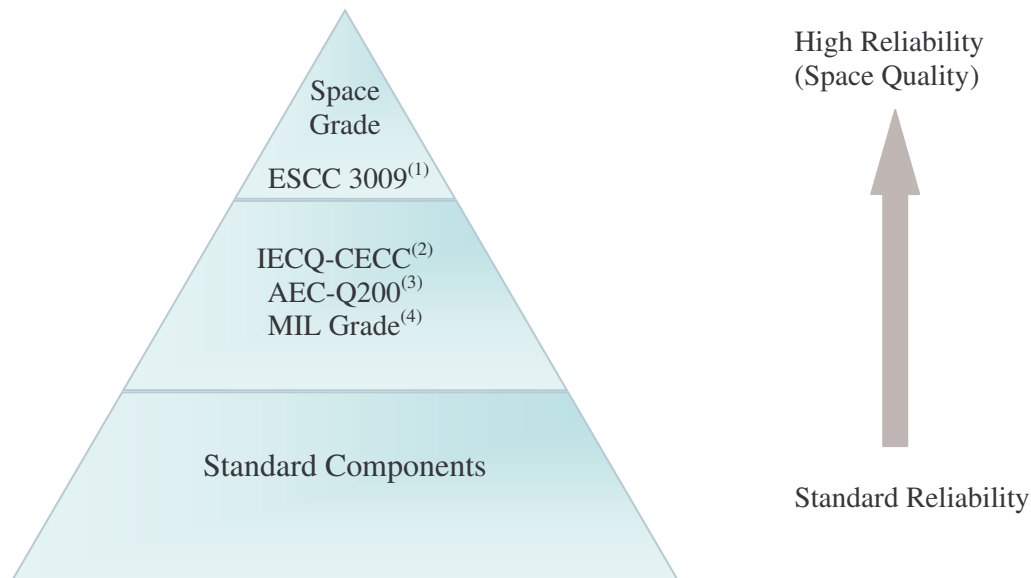 Space
Grade
ESCC 3009(1)
IECQ-CECC(2)
AEC-Q200(3)
MIL Grade(4)
Standard Components
High Reliability
(Space Quality)
Standard Reliability